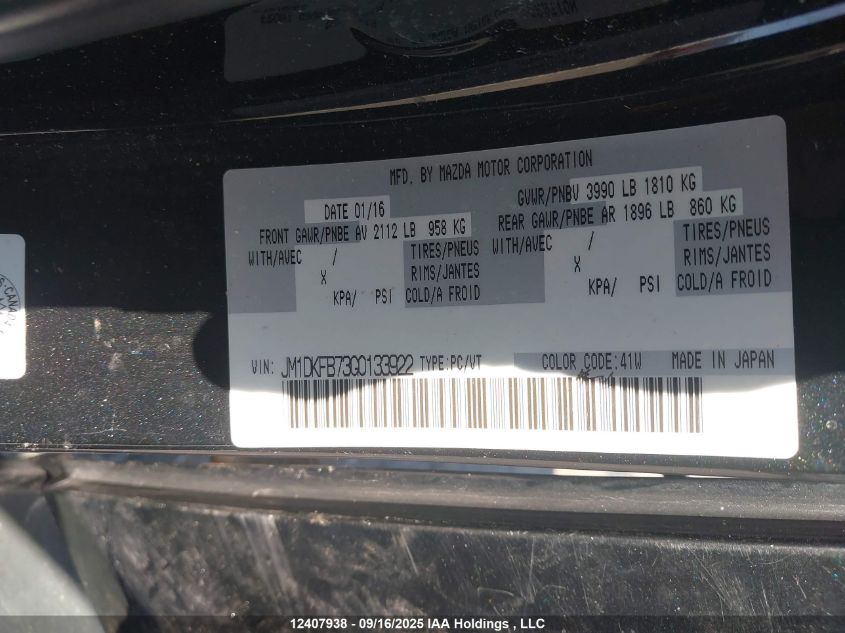 MFD. BY MAZDA MOTOR CORPORATION
DATE 01/16 GVWR/PNBV 3990 LB 1810 KG
FRONT GAWR/PNBE AV 2112 LB 958 KG REAR GAWR/PNBE AR 1896 LB 860 KG
WITH/AVEC / TIRES/PNEUS WITH/AVEC / TIRES/PNEUS
X RIMS/JANTES X RIMS/JANTES
KPA/ PSI COLD/A FROID KPA/ PSI COLD/A FROID
VIN: JM1DKFB73G0133922 TYPE:PC/VT COLOR CODE:41W MADE IN JAPAN
CANADA
12407938 - 09/16/2025 IAA Holdings , LLC